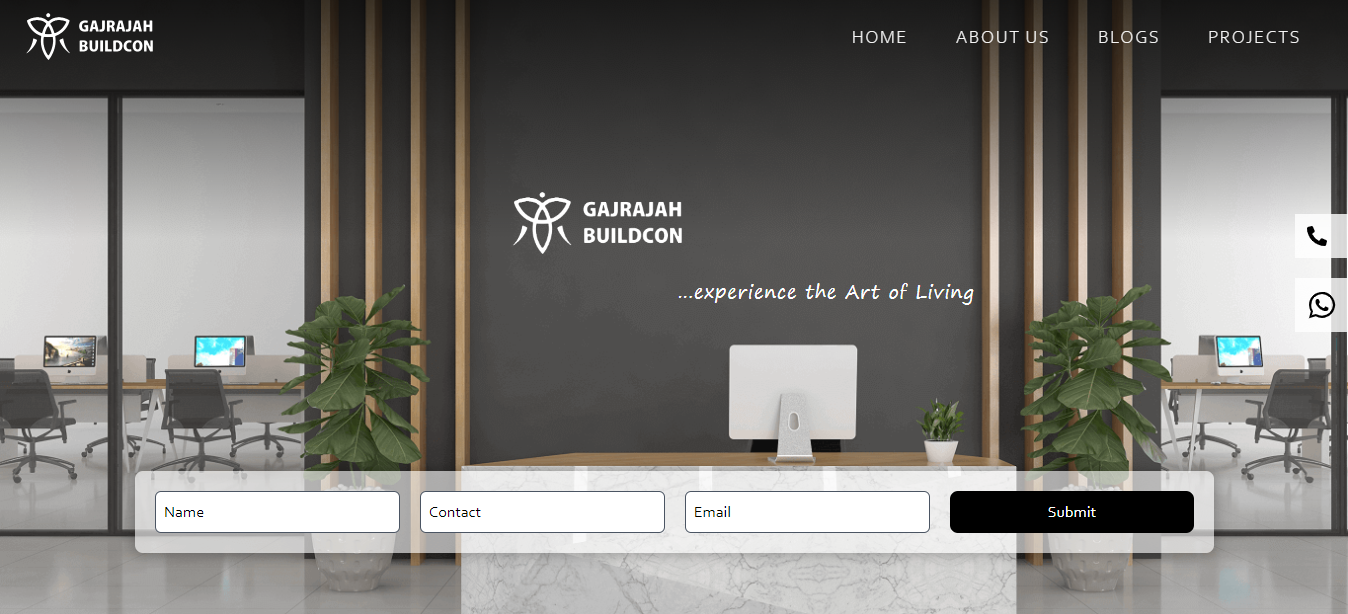 GAJRAJAH
BUILDCON
HOME ABOUT US BLOGS PROJECTS
GAJRAJAH
BUILDCON
...experience the Art of Living
Name Contact Email Submit